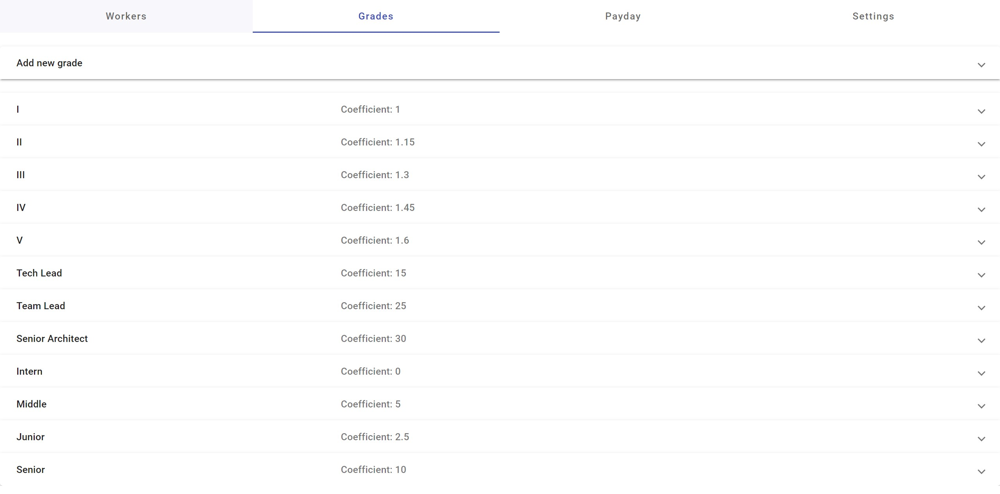 Workers Grades Payday Settings
Add new grade
I Coefficient: 1
II Coefficient: 1.15
III Coefficient: 1.3
IV Coefficient: 1.45
V Coefficient: 1.6
Tech Lead Coefficient: 15
Team Lead Coefficient: 25
Senior Architect Coefficient: 30
Intern Coefficient: 0
Middle Coefficient: 5
Junior Coefficient: 2.5
Senior Coefficient: 10